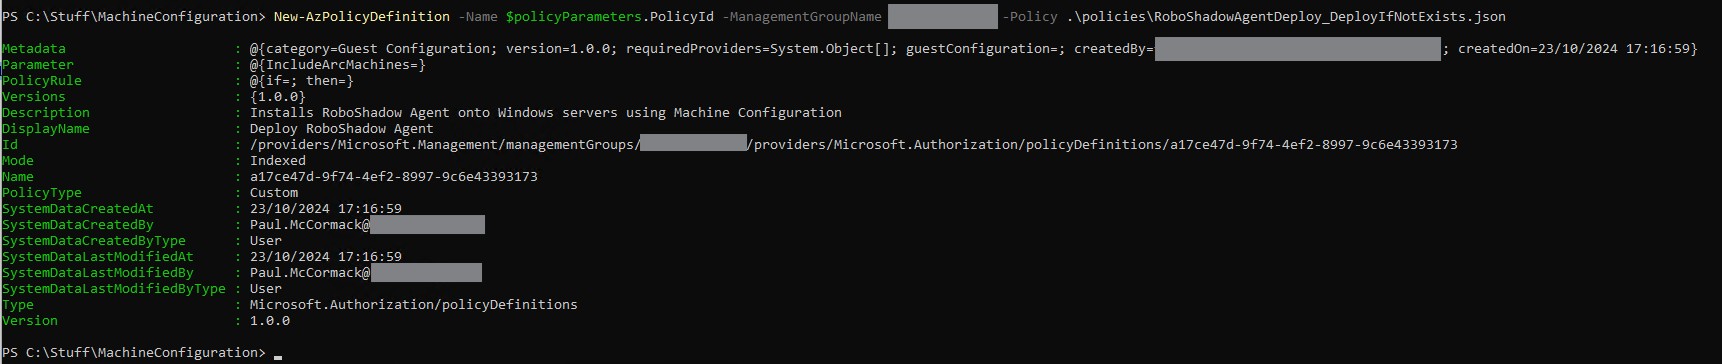 PS C:\Stuff\MachineConfiguration> New-AzPolicyDefinition -Name $policyParameters.PolicyId -ManagementGroupName -Policy .\policies\RoboShadowAgentDeploy_DeployIfNotExists.json
Metadata : @{category=Guest Configuration; version=1.0.0; requiredProviders=System.Object[]; guestConfiguration=; createdBy= ; createdOn=23/10/2024 17:16:59}
Parameter : @{IncludeArcMachines=}
PolicyRule : @{if=; then=}
Versions : {1.0.0}
Description : Installs RoboShadow Agent onto Windows servers using Machine Configuration
DisplayName : Deploy RoboShadow Agent
Id : /providers/Microsoft.Management/managementGroups/ /providers/Microsoft.Authorization/policyDefinitions/a17ce47d-9f74-4ef2-8997-9c6e43393173
Mode : Indexed
Name : a17ce47d-9f74-4ef2-8997-9c6e43393173
PolicyType : Custom
SystemDataCreatedAt : 23/10/2024 17:16:59
SystemDataCreatedBy : Paul.McCormack@
SystemDataCreatedByType : User
SystemDataLastModifiedAt : 23/10/2024 17:16:59
SystemDataLastModifiedBy : Paul.McCormack@
SystemDataLastModifiedByType : User
Type : Microsoft.Authorization/policyDefinitions
Version : 1.0.0
PS C:\Stuff\MachineConfiguration> _